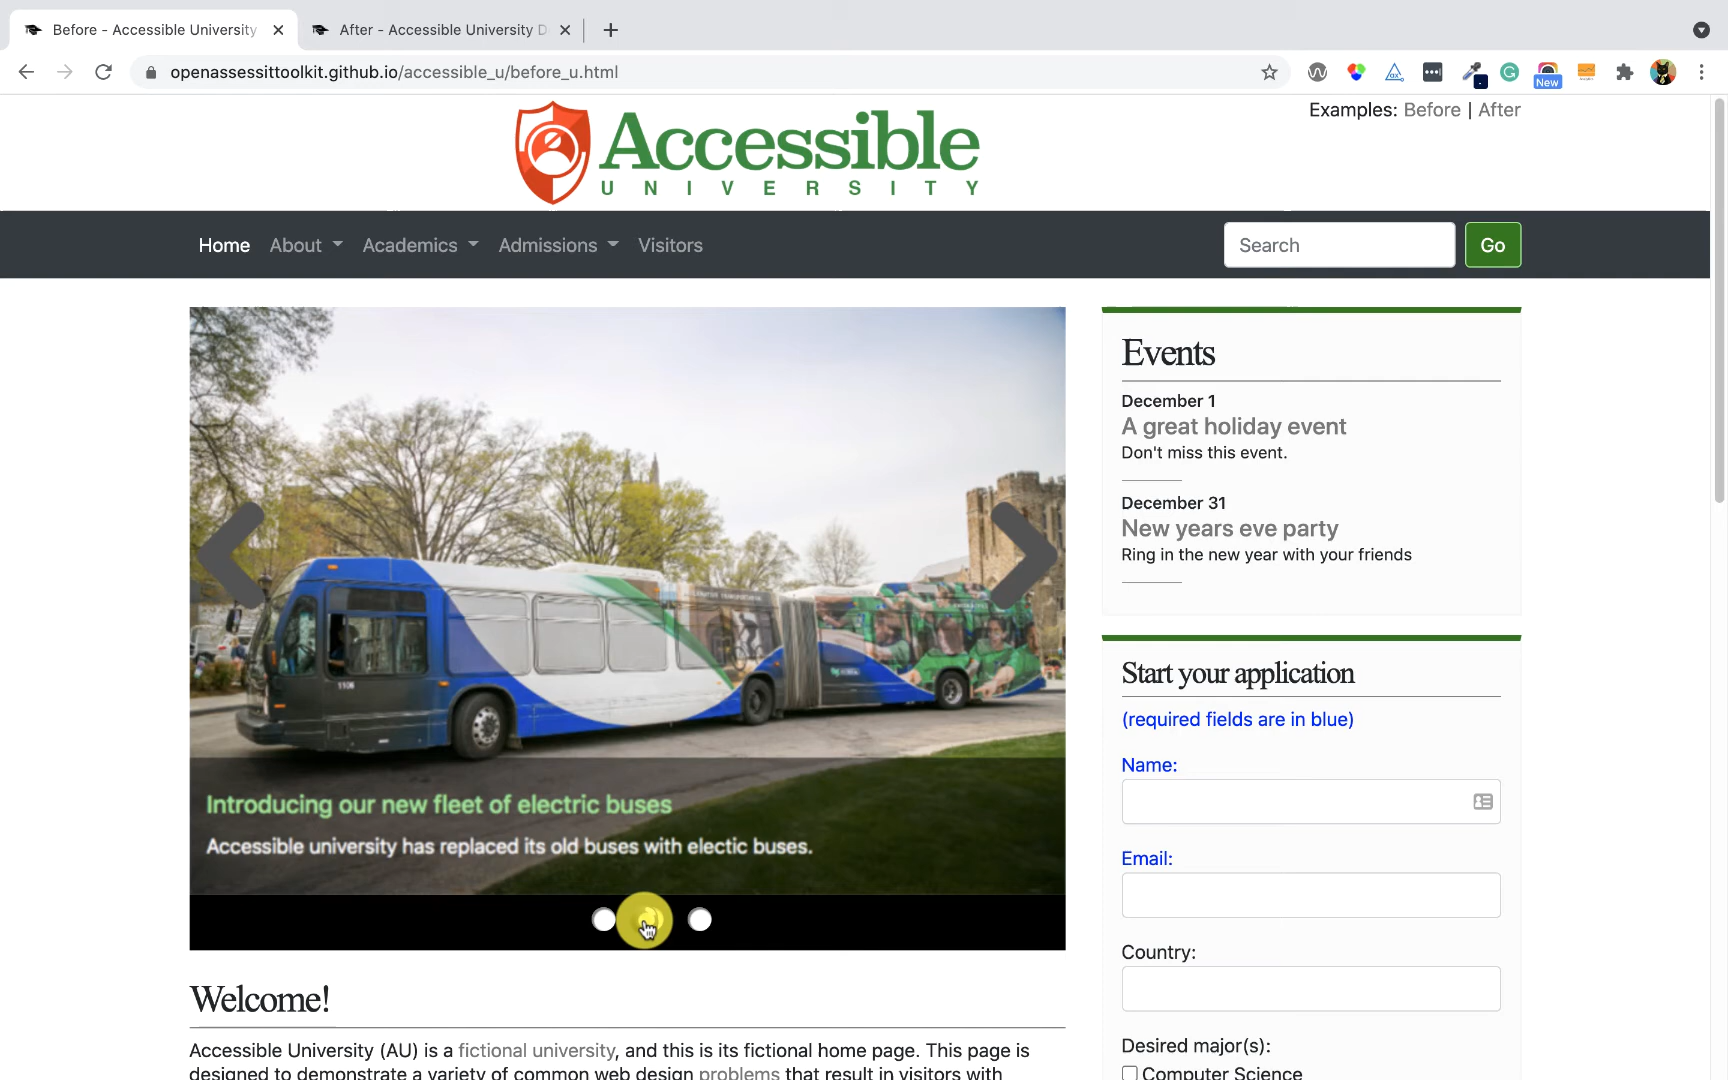 Before - Accessible University
After - Accessible University D
openassessittoolkit.github.io/accessible_u/before_u.html
New
Examples: Before | After
Accessible
UNIVERSITY
Home About Academics Admissions Visitors
Search Go
Introducing our new fleet of electric buses
Accessible university has replaced its old buses with electic buses.
Welcome!
Accessible University (AU) is a fictional university, and this is its fictional home page. This page is
designed to demonstrate a variety of common web design problems that result in visitors with
Events
December 1
A great holiday event
Don't miss this event.
December 31
New years eve party
Ring in the new year with your friends
Start your application
(required fields are in blue)
Name:
Email:
Country:
Desired major(s):
Computer Science